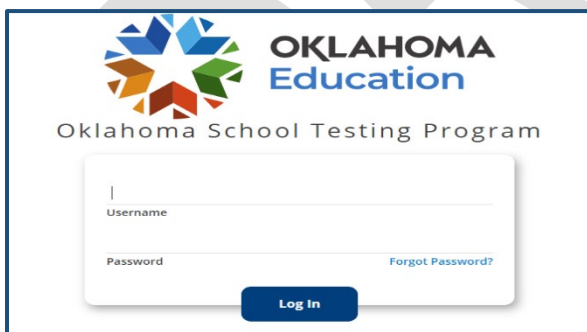 OKLAHOMA
Education
Oklahoma School Testing Program
Username
Password Forgot Password?
Log In